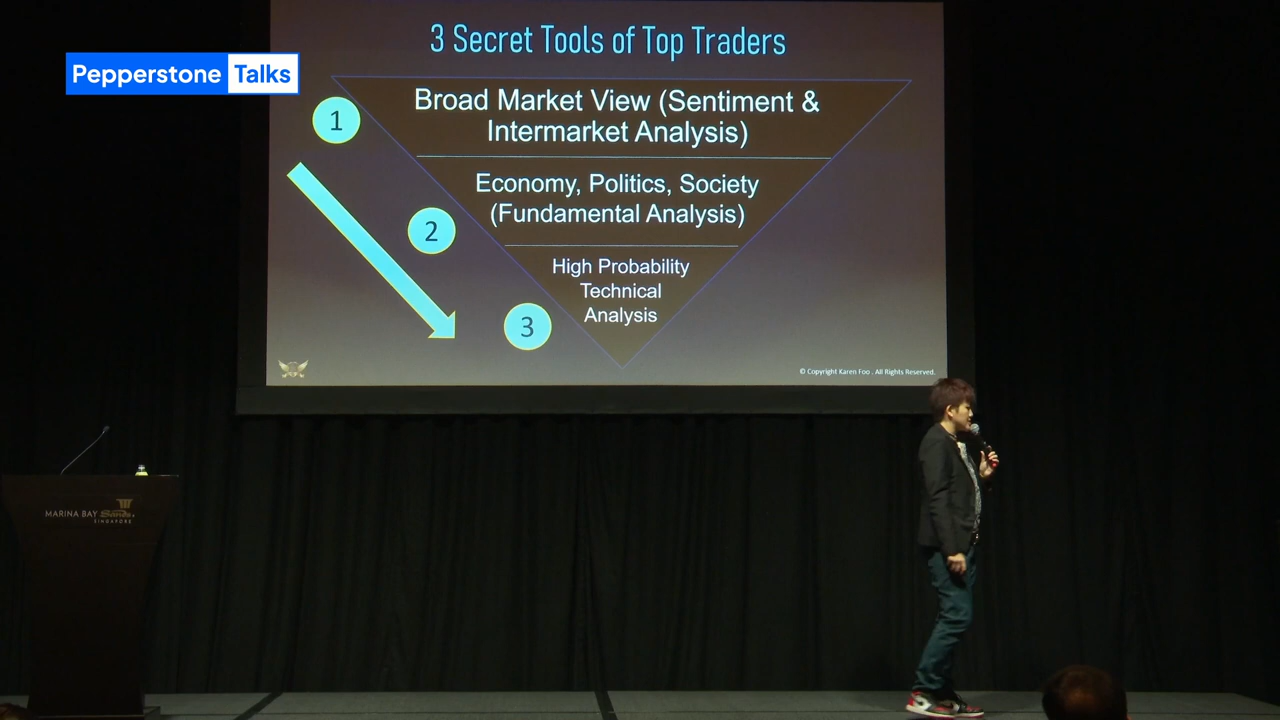 Pepperstone Talks
3 Secret Tools of Top Traders
1
Broad Market View (Sentiment &
Intermarket Analysis)
2
Economy, Politics, Society
(Fundamental Analysis)
3
High Probability
Technical
Analysis
© Copyright Karen Foo . All Rights Reserved.
MARINA BAY Sands.
SINGAPORE